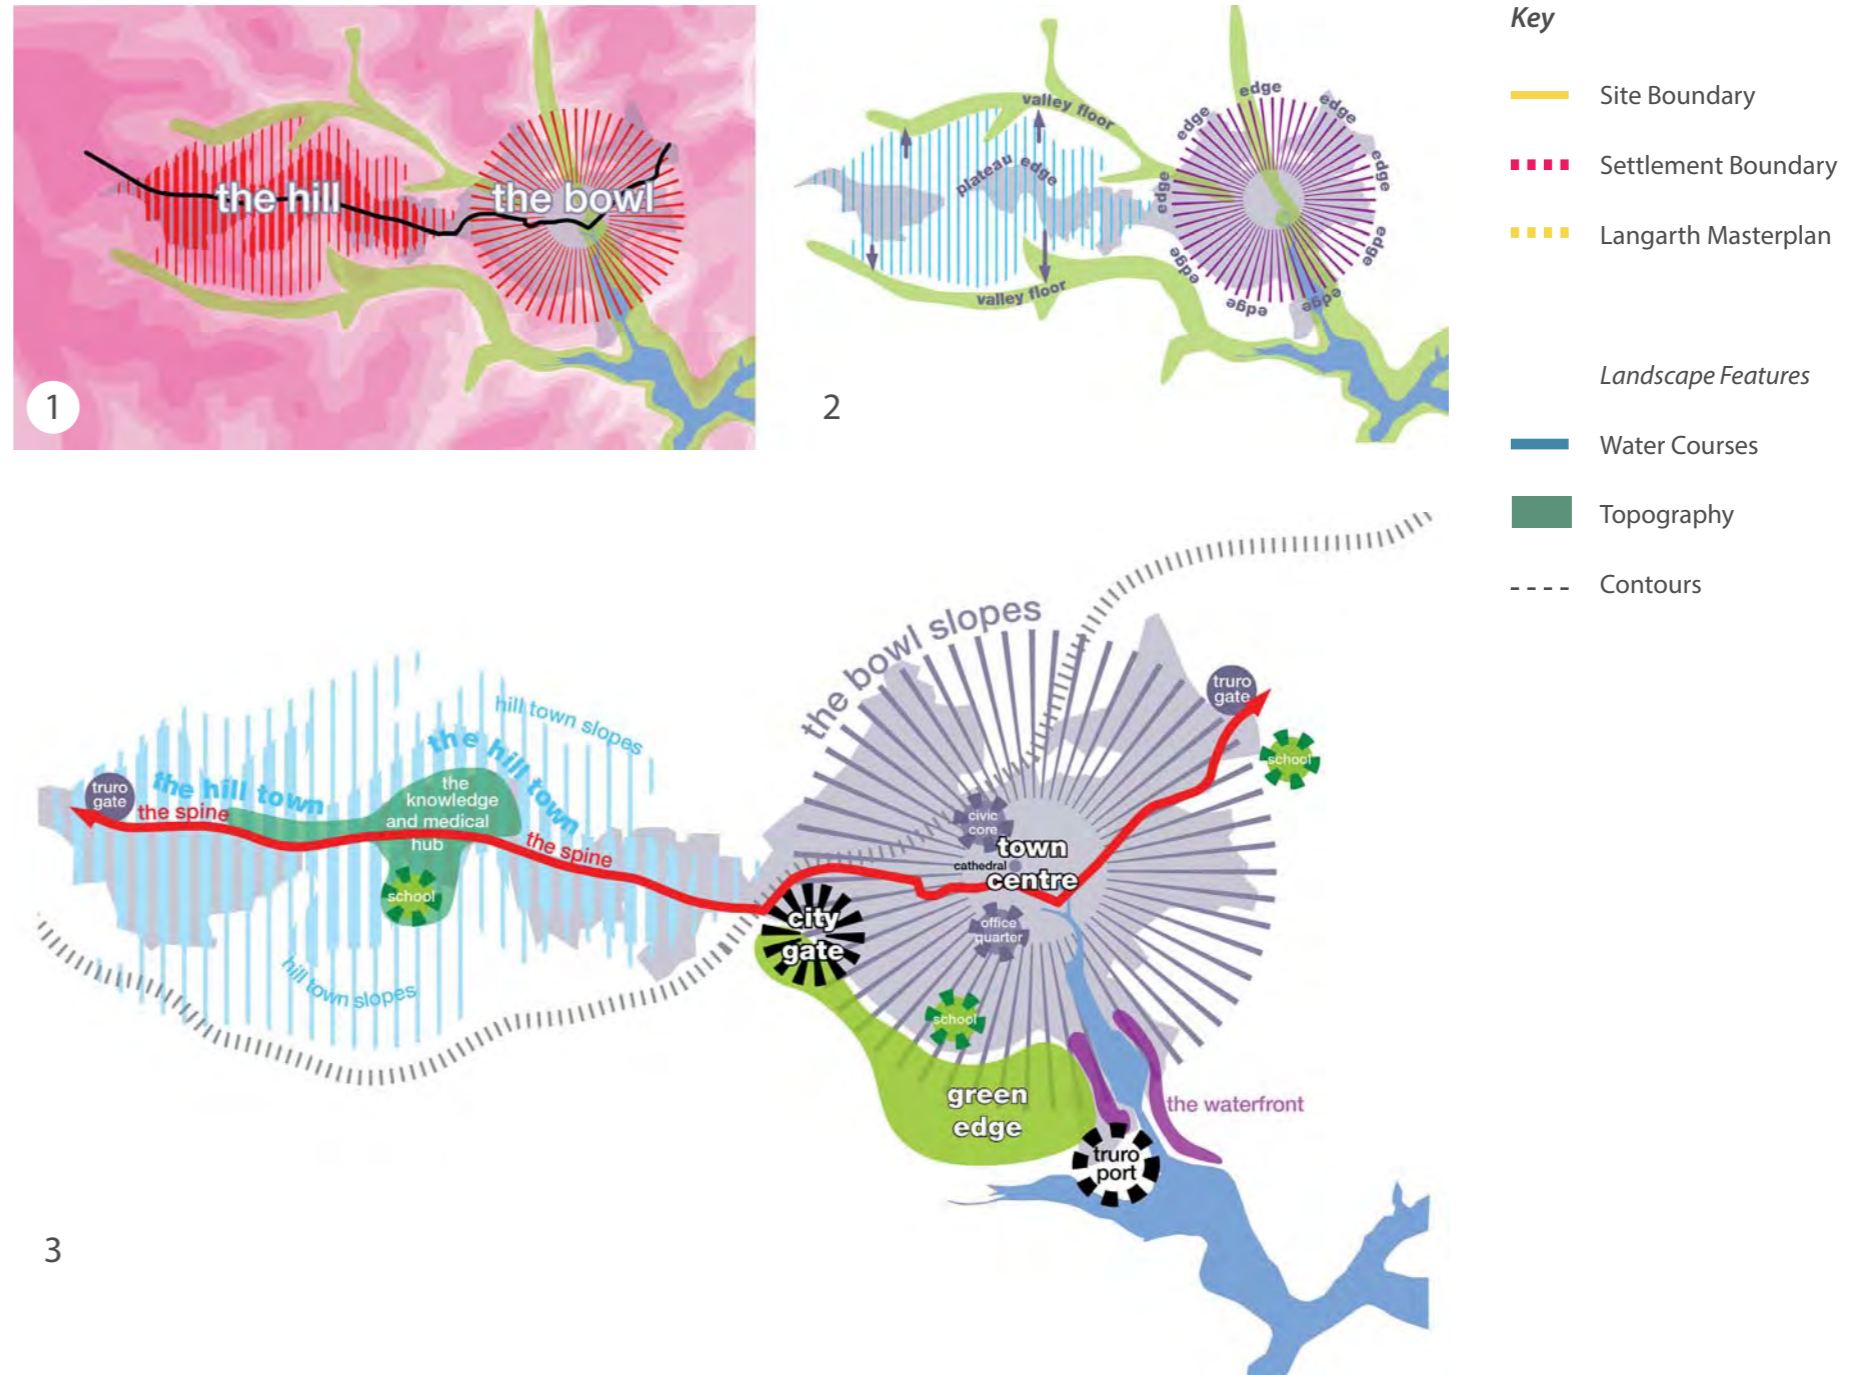 the hill
the bowl
1
valley floor
plateau edge
valley floor
edge
edge
edge
edge
edge
edge
edge
edge
edge
2
Key
Site Boundary
Settlement Boundary
Langarth Masterplan
Landscape Features
Water Courses
Topography
Contours
the bowl slopes
hill town slopes
the hill town
the hill town
truro
gate
the spine
the
knowledge
and medical
hub
school
the spine
hill town slopes
truro
gate
school
civic
core
town
cathedral
centre
office
quarter
city
gate
school
green
edge
the waterfront
truro
port
3